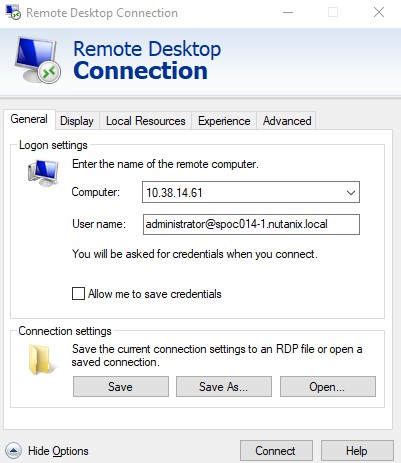 Remote Desktop Connection
Remote Desktop
Connection
General Display Local Resources Experience Advanced
Logon settings
Enter the name of the remote computer.
Computer: 10.38.14.61
User name: administrator@spoc014-1.nutanix.local
You will be asked for credentials when you connect.
Allow me to save credentials
Connection settings
Save the current connection settings to an RDP file or open a
saved connection.
Save Save As... Open...
Hide Options Connect Help